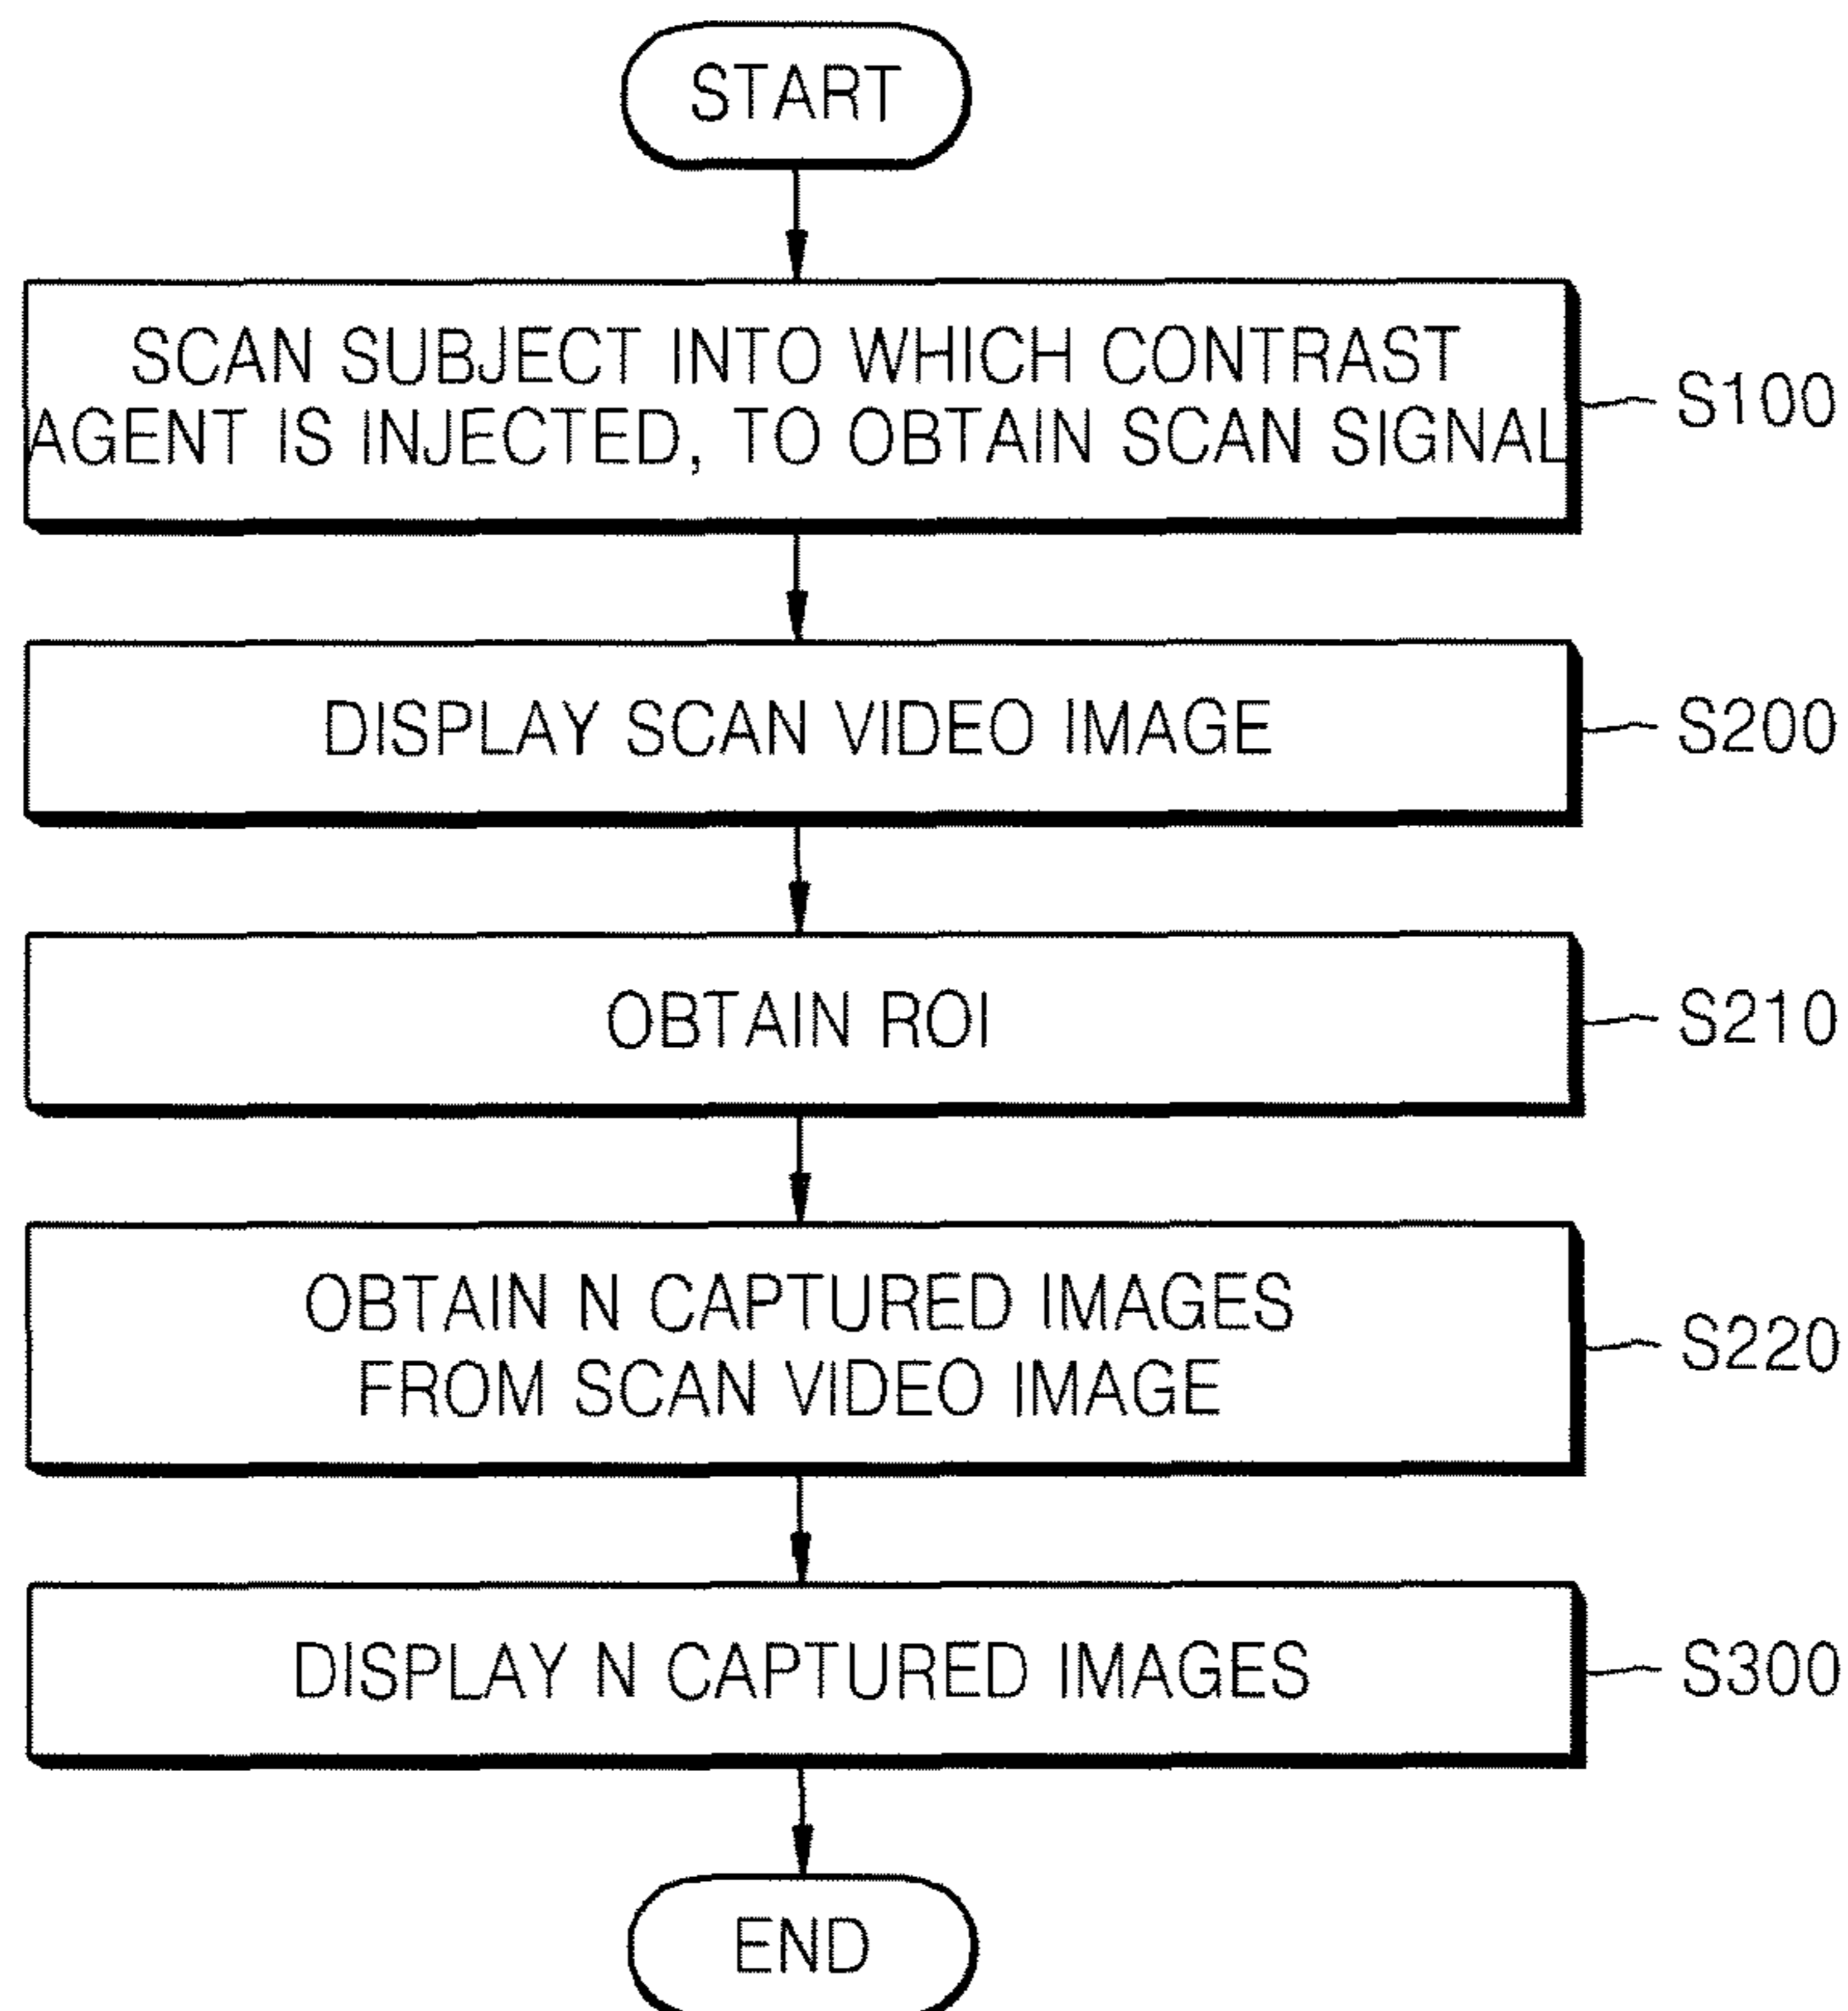 START
SCAN SUBJECT INTO WHICH CONTRAST
AGENT IS INJECTED, TO OBTAIN SCAN SIGNAL
S100
DISPLAY SCAN VIDEO IMAGE
S200
OBTAIN ROI
S210
OBTAIN N CAPTURED IMAGES
FROM SCAN VIDEO IMAGE
S220
DISPLAY N CAPTURED IMAGES
S300
END